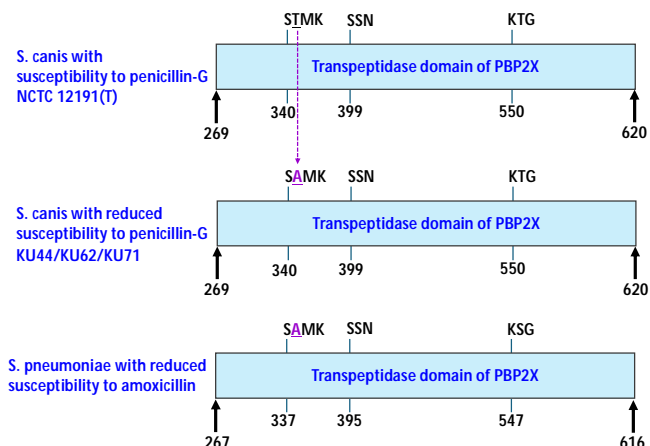 STMK SSN KTG
S. canis with
susceptibility to penicillin-G
NCTC 12191(T)
Transpeptidase domain of PBP2X
269 340 399 550 620
SAMK SSN KTG
S. canis with reduced
susceptibility to penicillin-G
KU44/KU62/KU71
Transpeptidase domain of PBP2X
269 340 399 550 620
SAMK SSN KSG
S. pneumoniae with reduced
susceptibility to amoxicillin
Transpeptidase domain of PBP2X
267 337 395 547 616